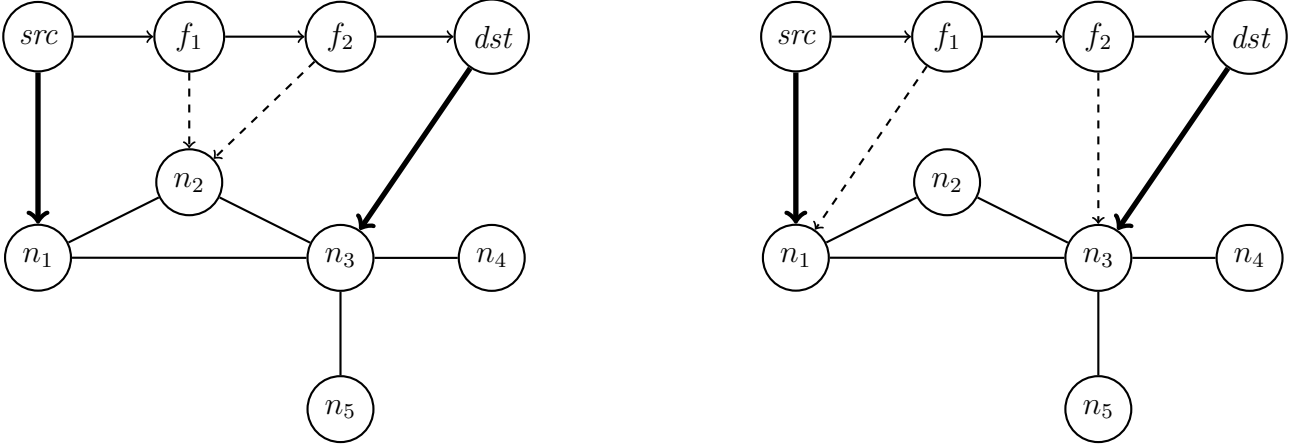 src f₁ f₂ dst src f₁ f₂ dst
n₂ n₂
n₁ n₃ n₄ n₁ n₃ n₄
n₅ n₅